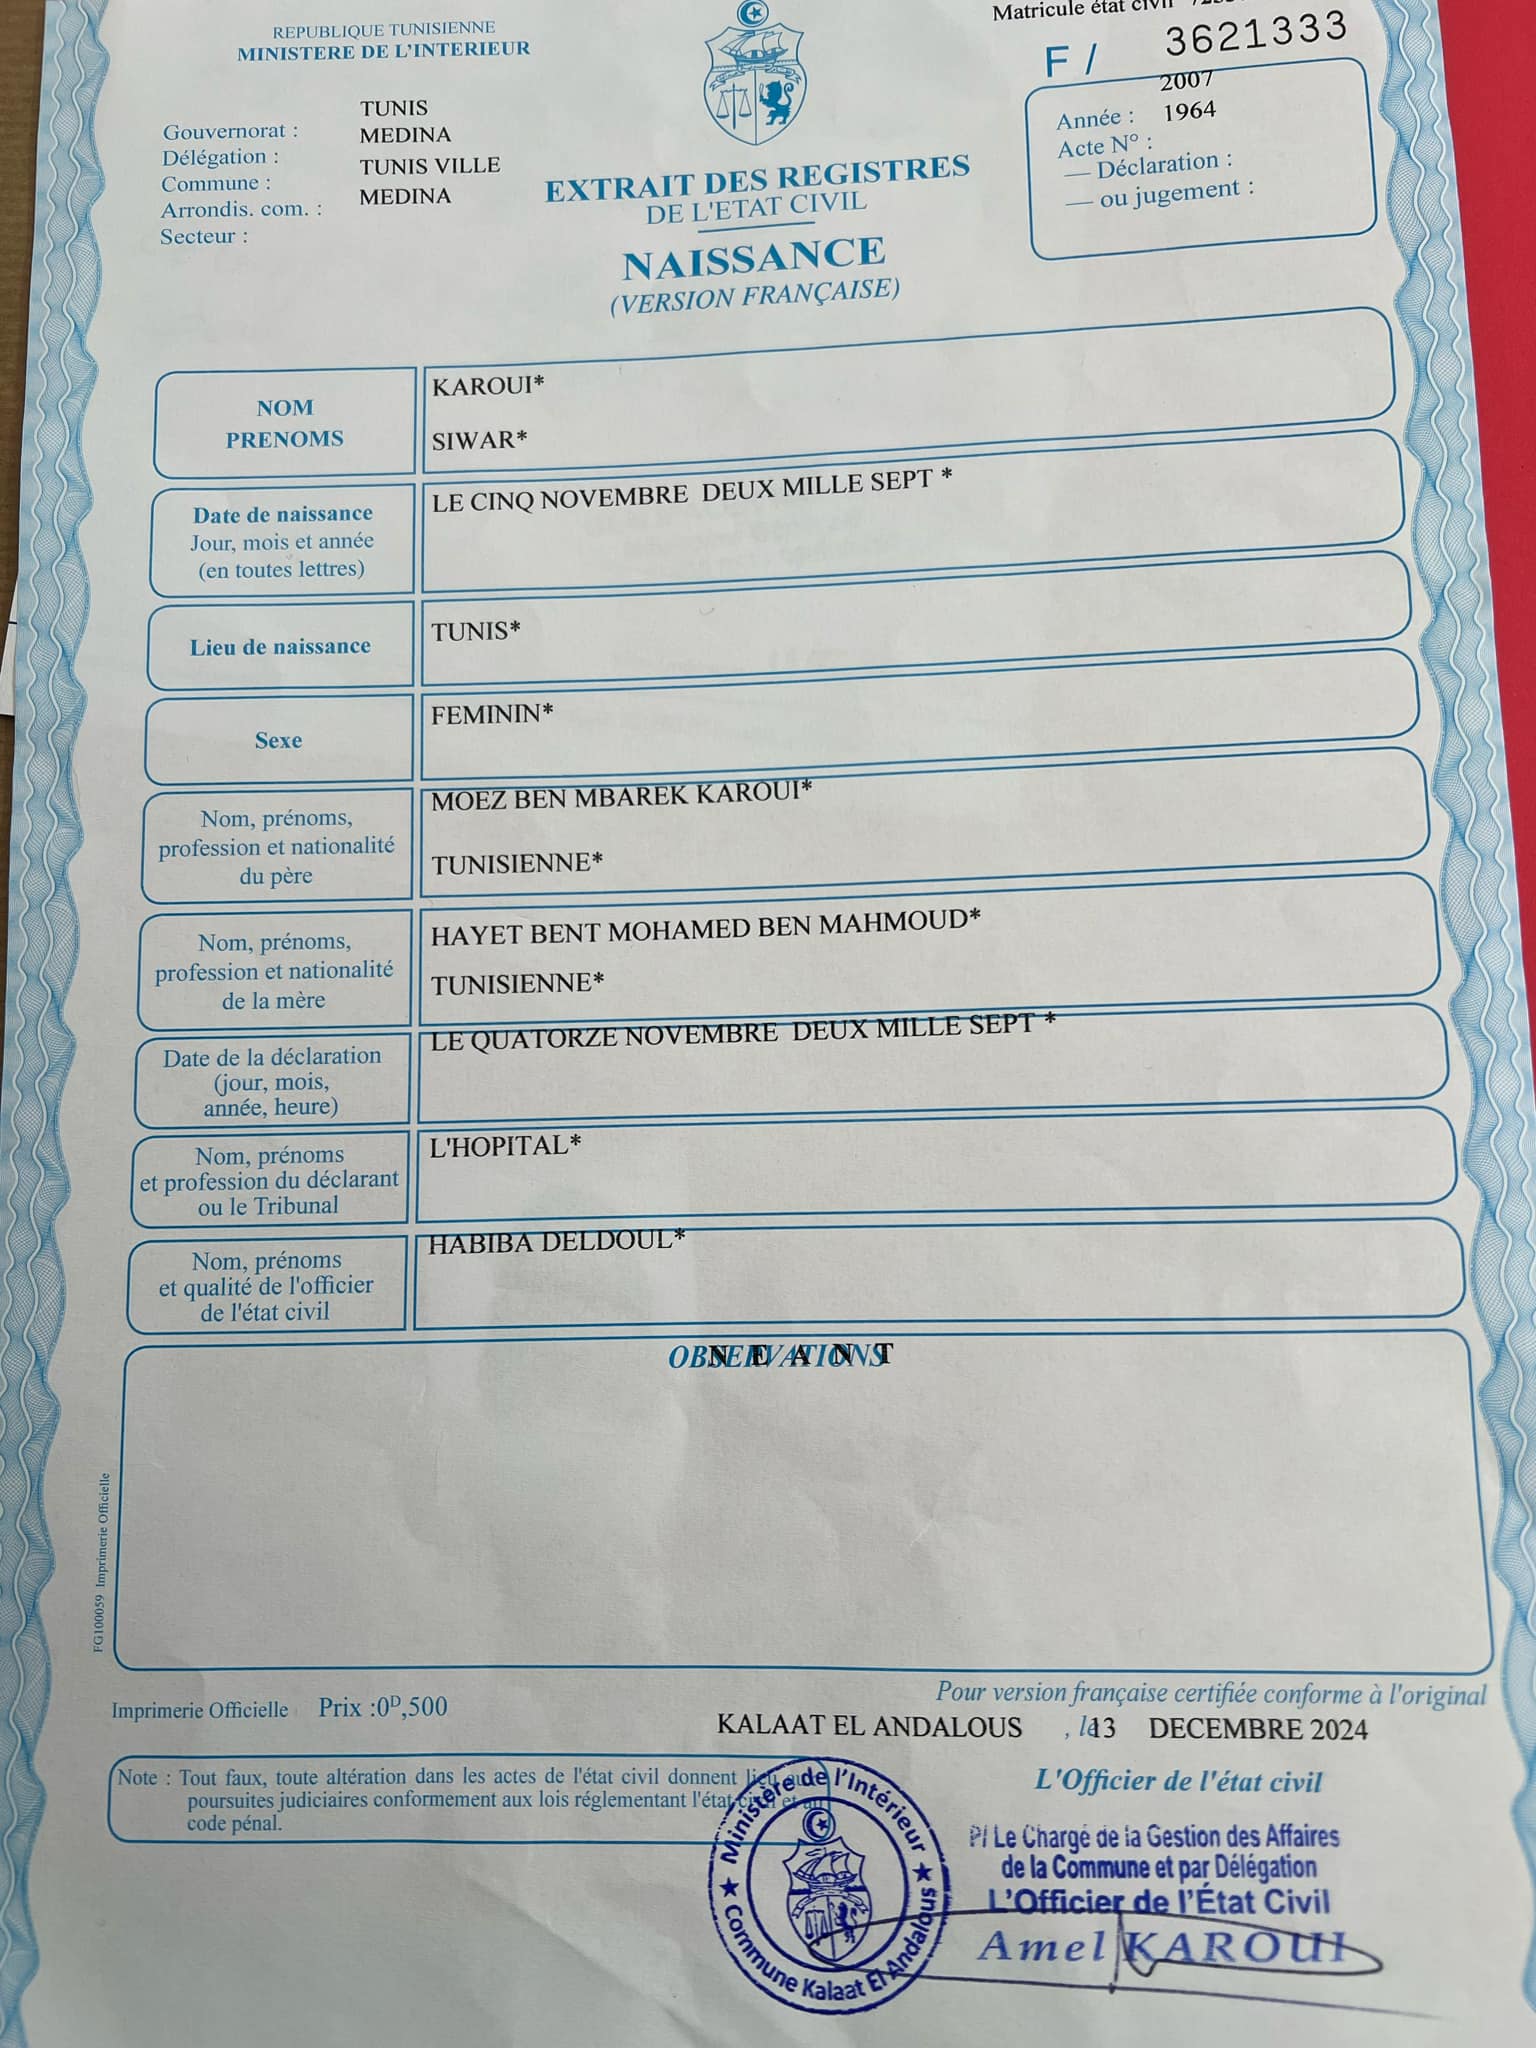 REPUBLIQUE TUNISIENNE
MINISTERE DE L'INTERIEUR
Matricule état civil
F / 3621333
TUNIS
Gouvernorat : MEDINA
Délégation : TUNIS VILLE
Commune : MEDINA
Arrondis. com. :
Secteur :
2007
Année : 1964
Acte N° :
— Déclaration :
— ou jugement :
EXTRAIT DES REGISTRES
DE L'ETAT CIVIL
NAISSANCE
(VERSION FRANÇAISE)
NOM
PRENOMS
KAROUI*
SIWAR*
Date de naissance
Jour, mois et année
(en toutes lettres)
LE CINQ NOVEMBRE DEUX MILLE SEPT *
Lieu de naissance
TUNIS*
Sexe
FEMININ*
Nom, prénoms,
profession et nationalité
du père
MOEZ BEN MBAREK KAROUI*
TUNISIENNE*
Nom, prénoms,
profession et nationalité
de la mère
HAYET BENT MOHAMED BEN MAHMOUD*
TUNISIENNE*
Date de la déclaration
(jour, mois,
année, heure)
LE QUATORZE NOVEMBRE DEUX MILLE SEPT *
Nom, prénoms
et profession du déclarant
ou le Tribunal
L'HOPITAL*
Nom, prénoms
et qualité de l'officier
de l'état civil
HABIBA DELDOUL*
OBSERVATIONS
N E A N T
FG100059 Imprimerie Officielle
Imprimerie Officielle Prix :0D,500
Pour version française certifiée conforme à l'original
KALAAT EL ANDALOUS , le 13 DECEMBRE 2024
Note : Tout faux, toute altération dans les actes de l'état civil donnent lieu aux
poursuites judiciaires conformement aux lois réglementant l'état civil et au
code pénal.
L'Officier de l'état civil
P/ Le Chargé de la Gestion des Affaires
de la Commune et par Délégation
L'Officier de l'État Civil
Amel KAROUI
Ministère de l'Intérieur
Commune Kalaat El Andalous